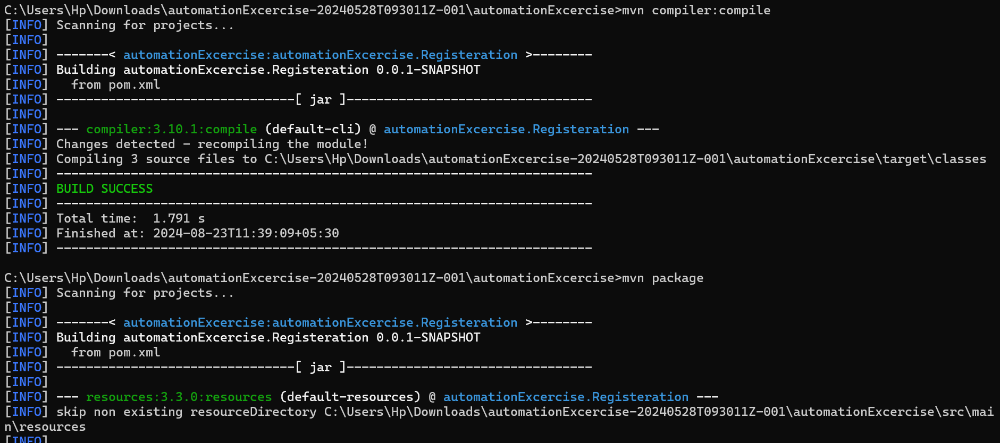 C:\Users\Hp\Downloads\automationExcercise-20240528T093011Z-001\automationExcercise>mvn compiler:compile
[INFO] Scanning for projects...
[INFO]
[INFO] -------< automationExcercise:automationExcercise.Registeration >--------
[INFO] Building automationExcercise.Registeration 0.0.1-SNAPSHOT
[INFO]   from pom.xml
[INFO] --------------------------------[ jar ]---------------------------------
[INFO]
[INFO] --- compiler:3.10.1:compile (default-cli) @ automationExcercise.Registeration ---
[INFO] Changes detected - recompiling the module!
[INFO] Compiling 3 source files to C:\Users\Hp\Downloads\automationExcercise-20240528T093011Z-001\automationExcercise\target\classes
[INFO] ------------------------------------------------------------------------
[INFO] BUILD SUCCESS
[INFO] ------------------------------------------------------------------------
[INFO] Total time:  1.791 s
[INFO] Finished at: 2024-08-23T11:39:09+05:30
[INFO] ------------------------------------------------------------------------
C:\Users\Hp\Downloads\automationExcercise-20240528T093011Z-001\automationExcercise>mvn package
[INFO] Scanning for projects...
[INFO]
[INFO] -------< automationExcercise:automationExcercise.Registeration >--------
[INFO] Building automationExcercise.Registeration 0.0.1-SNAPSHOT
[INFO]   from pom.xml
[INFO] --------------------------------[ jar ]---------------------------------
[INFO]
[INFO] --- resources:3.3.0:resources (default-resources) @ automationExcercise.Registeration ---
[INFO] skip non existing resourceDirectory C:\Users\Hp\Downloads\automationExcercise-20240528T093011Z-001\automationExcercise\src\mai
n\resources
[INFO]